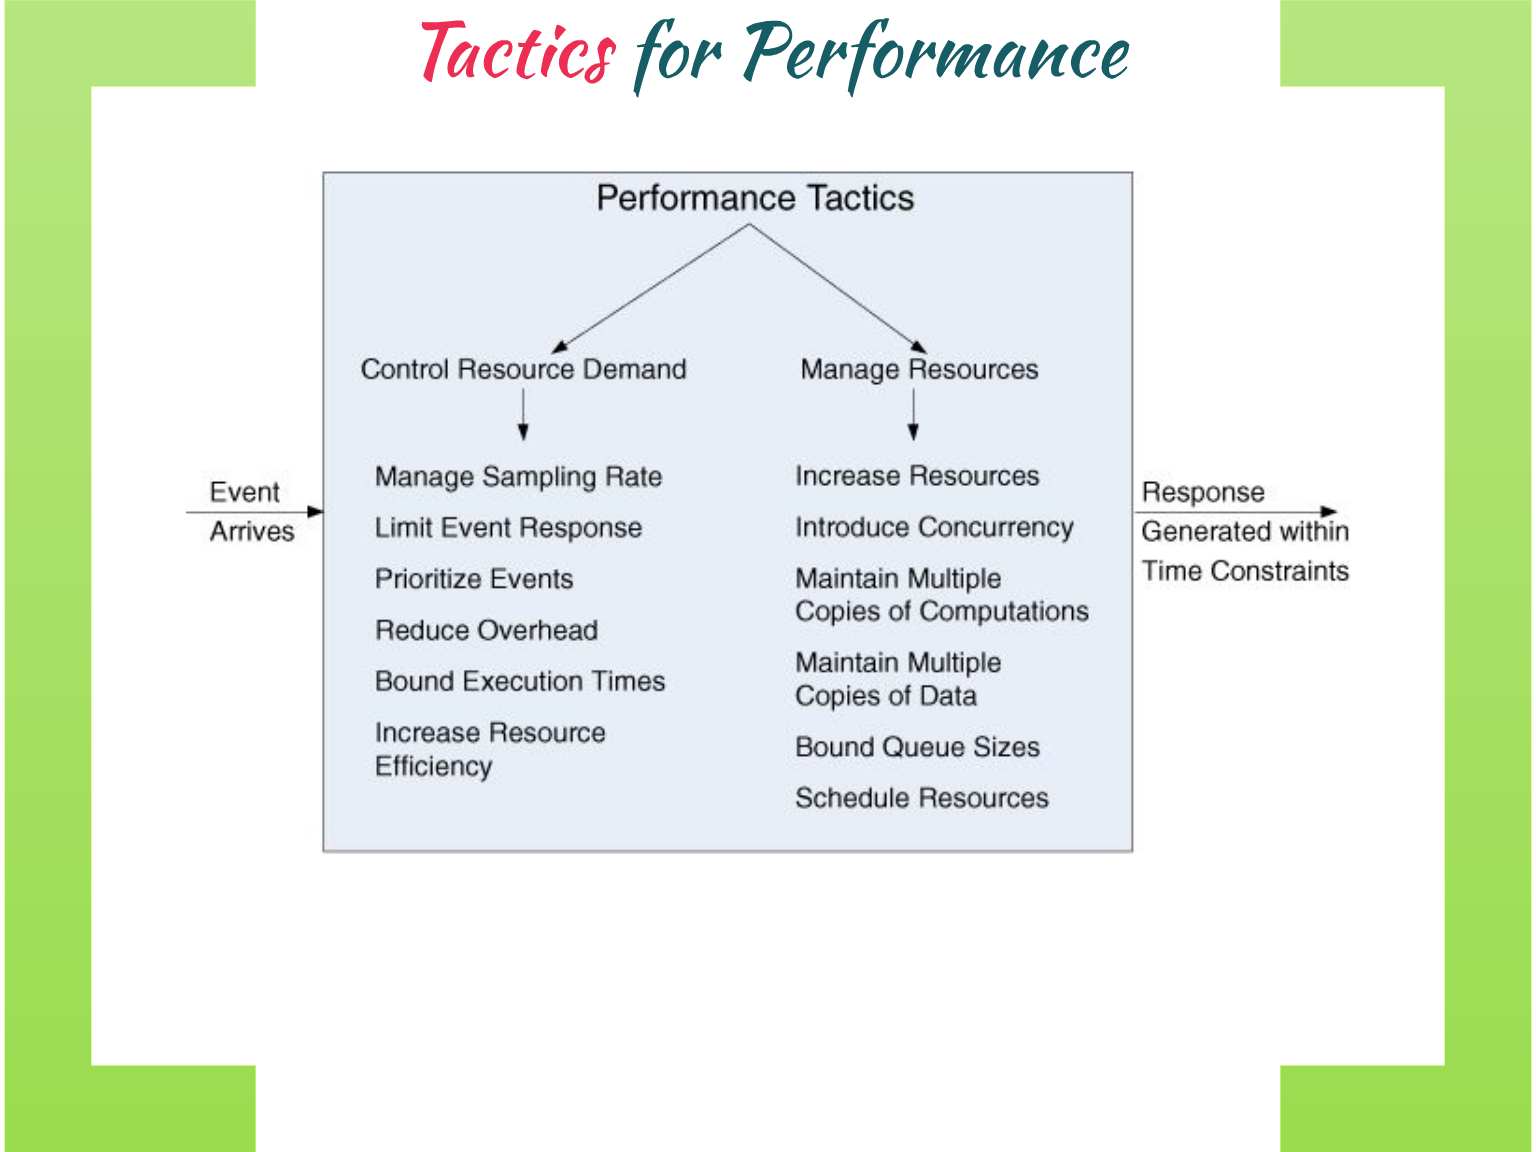 Tactics for Performance
Performance Tactics
Control Resource Demand
Manage Sampling Rate
Limit Event Response
Prioritize Events
Reduce Overhead
Bound Execution Times
Increase Resource
Efficiency
Manage Resources
Increase Resources
Introduce Concurrency
Maintain Multiple
Copies of Computations
Maintain Multiple
Copies of Data
Bound Queue Sizes
Schedule Resources
Event
Arrives
Response
Generated within
Time Constraints